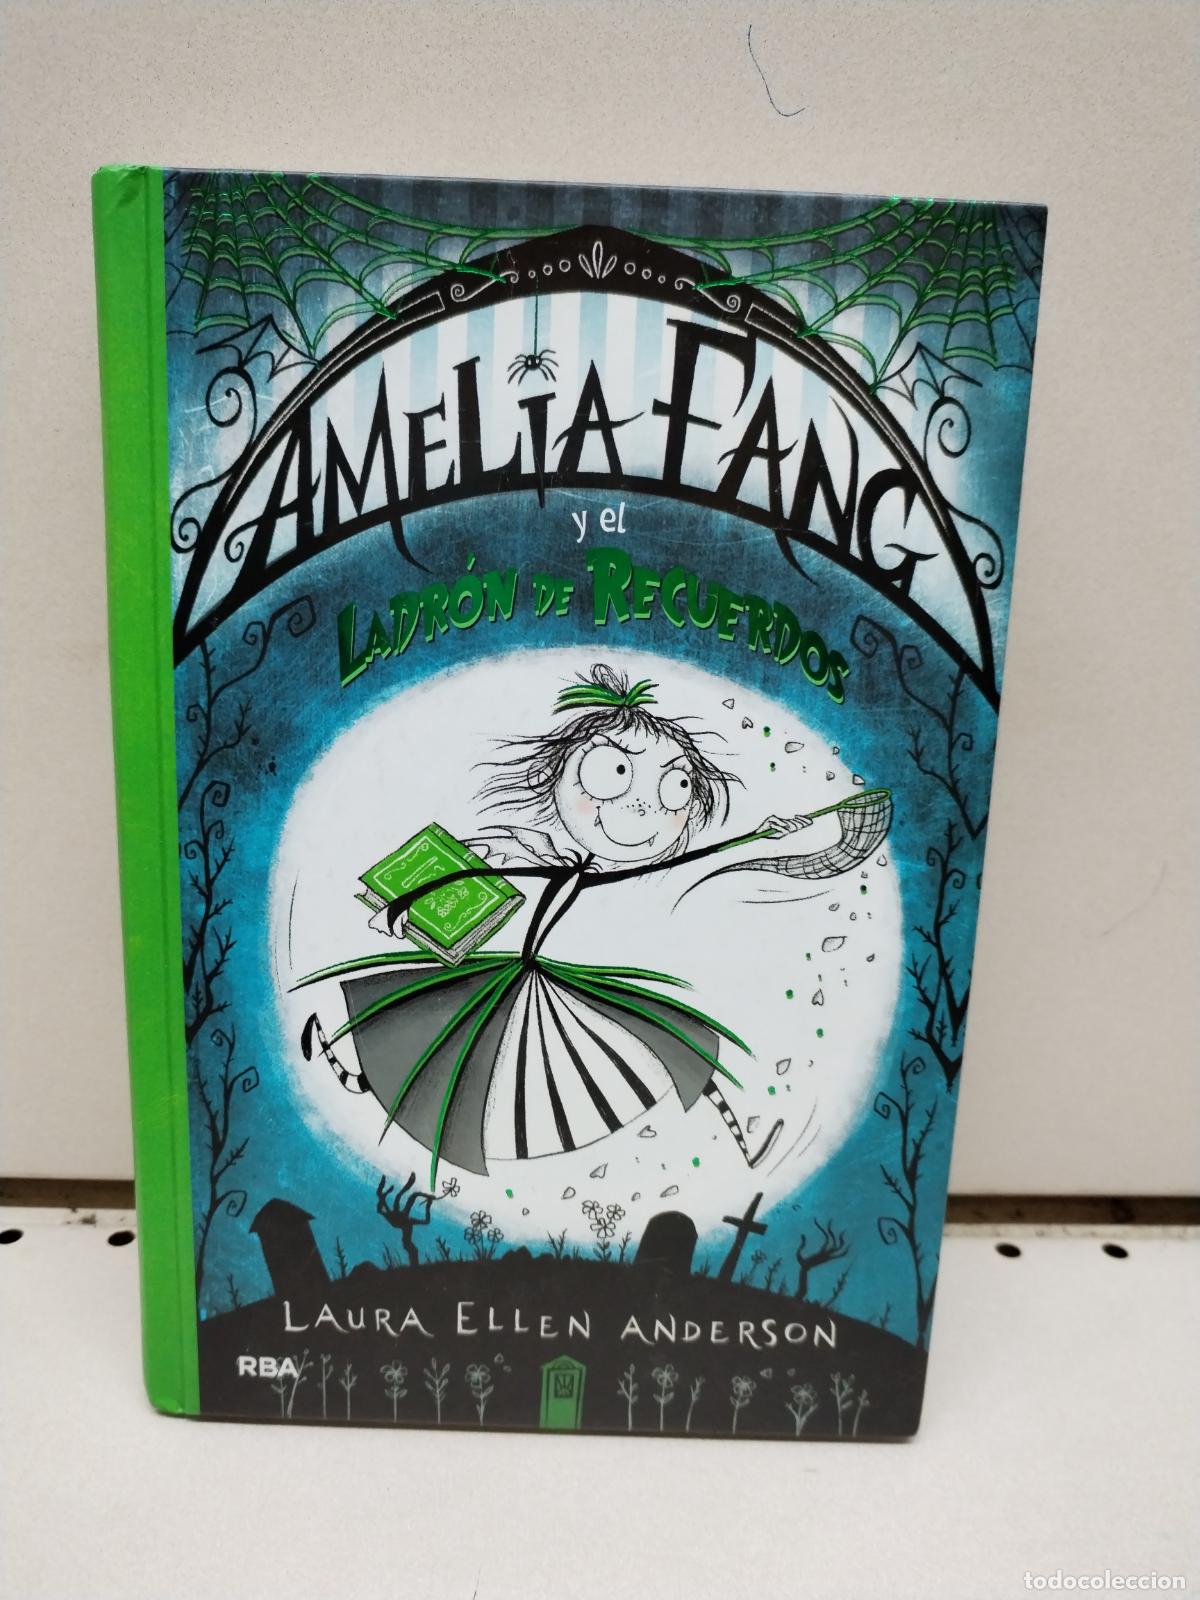 AMELIA FANG
y el
LADRÓN DE RECUERDOS
LAURA ELLEN ANDERSON
RBA
todocoleccion